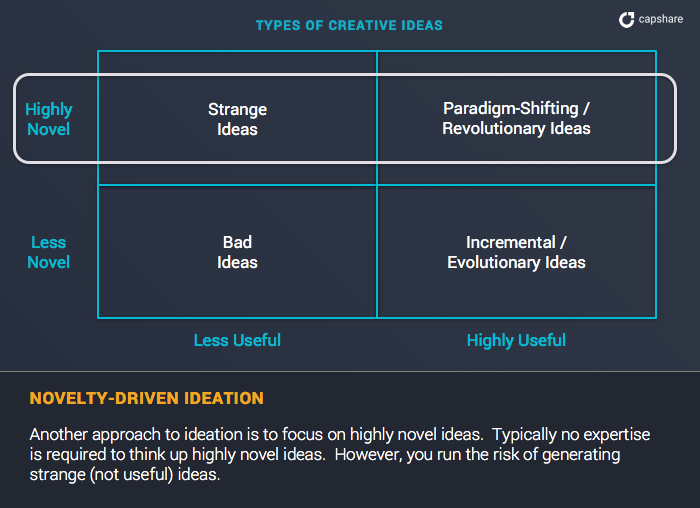 TYPES OF CREATIVE IDEAS
capshare
Highly
Novel
Strange
Ideas
Paradigm-Shifting /
Revolutionary Ideas
Less
Novel
Bad
Ideas
Incremental /
Evolutionary Ideas
Less Useful
Highly Useful
NOVELTY-DRIVEN IDEATION
Another approach to ideation is to focus on highly novel ideas.  Typically no expertise
is required to think up highly novel ideas.  However, you run the risk of generating
strange (not useful) ideas.